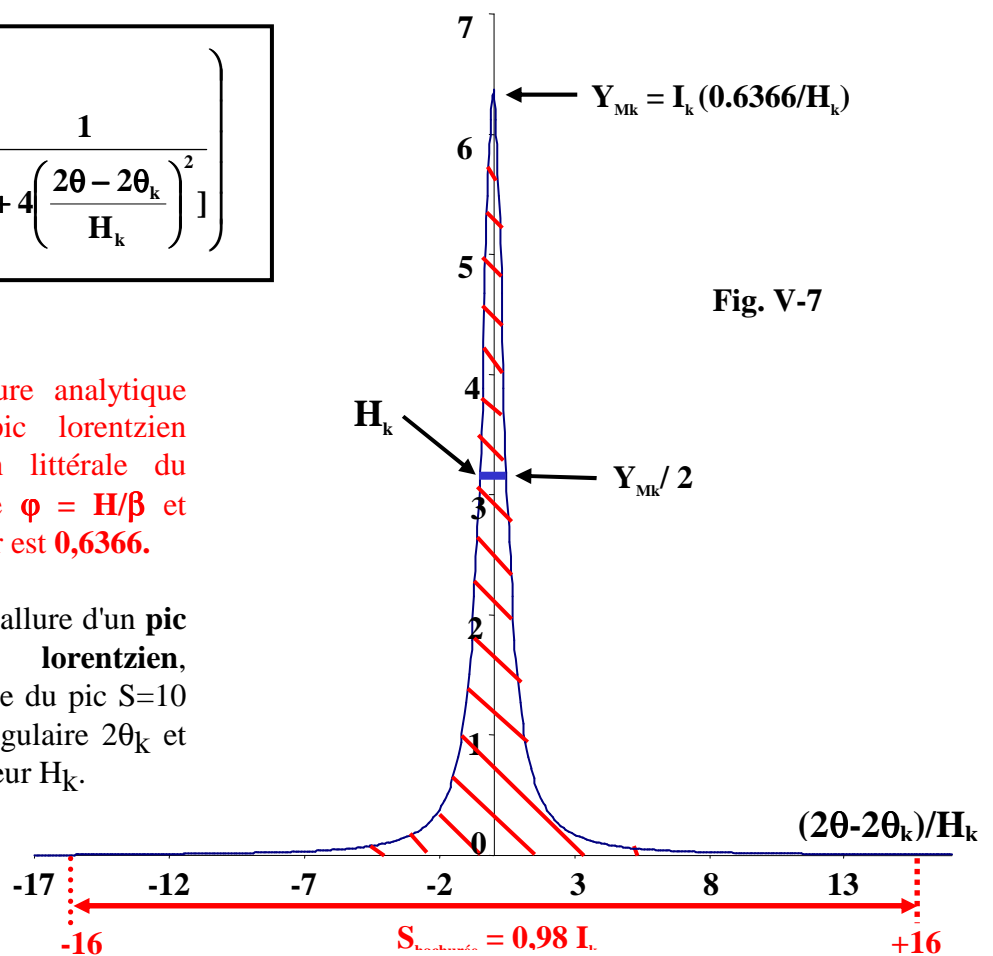 1
+ 4 ( (2θ – 2θk) / Hk )² ]
7
6
5
4
3
2
1
0
YMk = Ik (0.6366/Hk)
Fig. V-7
Hk
YMk / 2
ure analytique
pic lorentzien
littérale du
φ = H/β et
r est 0,6366.
allure d'un pic
lorentzien,
e du pic S=10
gulaire 2θk et
eur Hk.
(2θ-2θk)/Hk
-17 -12 -7 -2 3 8 13
-16
S = 0,98 Ik
+16